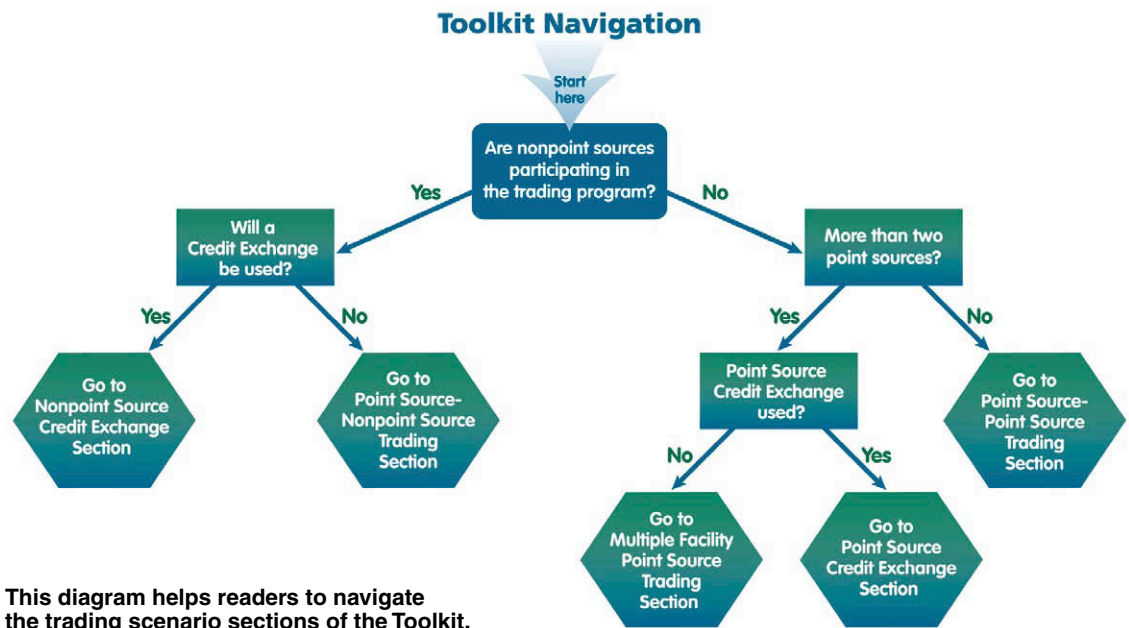 Toolkit Navigation
Start
here
Are nonpoint sources
participating in
the trading program?
Yes
No
Will a
Credit Exchange
be used?
More than two
point sources?
Yes
No
Yes
No
Go to
Nonpoint Source
Credit Exchange
Section
Go to
Point Source-
Nonpoint Source
Trading
Section
Point Source
Credit Exchange
used?
Go to
Point Source-
Point Source
Trading
Section
No
Yes
Go to
Multiple Facility
Point Source
Trading
Section
Go to
Point Source
Credit Exchange
Section
This diagram helps readers to navigate
the trading scenario sections of the Toolkit.